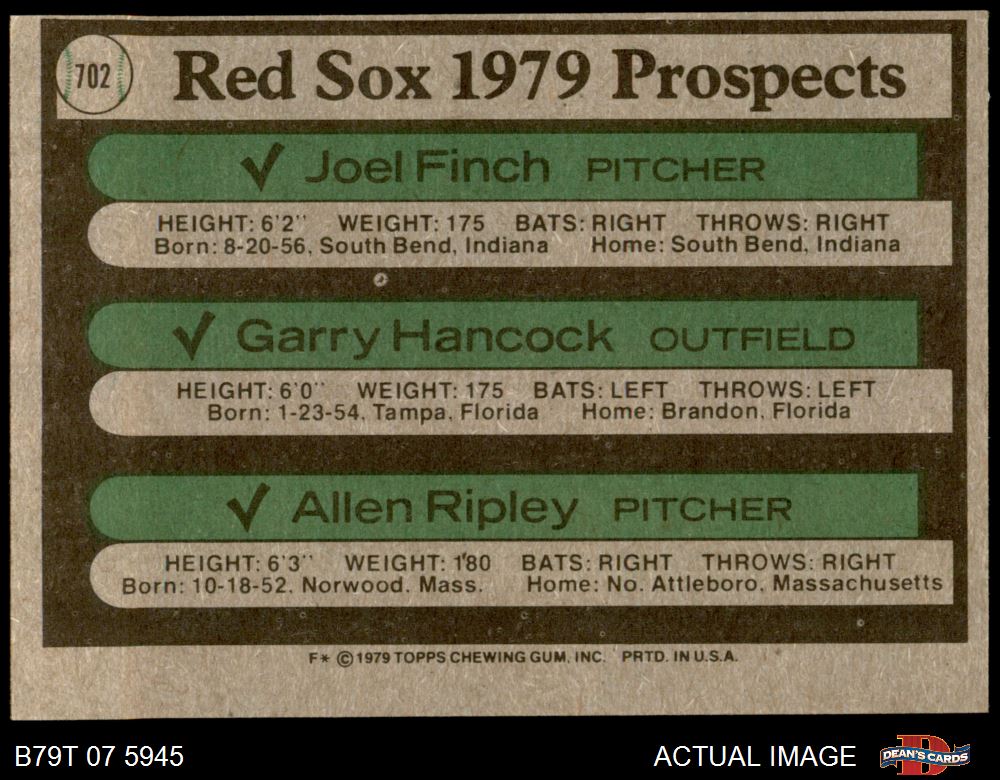 702
Red Sox 1979 Prospects
✓ Joel Finch PITCHER
HEIGHT: 6'2" WEIGHT: 175 BATS: RIGHT THROWS: RIGHT
Born: 8-20-56, South Bend, Indiana Home: South Bend, Indiana
✓ Garry Hancock OUTFIELD
HEIGHT: 6'0" WEIGHT: 175 BATS: LEFT THROWS: LEFT
Born: 1-23-54, Tampa, Florida Home: Brandon, Florida
✓ Allen Ripley PITCHER
HEIGHT: 6'3" WEIGHT: 180 BATS: RIGHT THROWS: RIGHT
Born: 10-18-52, Norwood, Mass. Home: No. Attleboro, Massachusetts
F* © 1979 TOPPS CHEWING GUM, INC. PRTD. IN U.S.A.
B79T 07 5945
ACTUAL IMAGE
D
DEAN'S CARDS